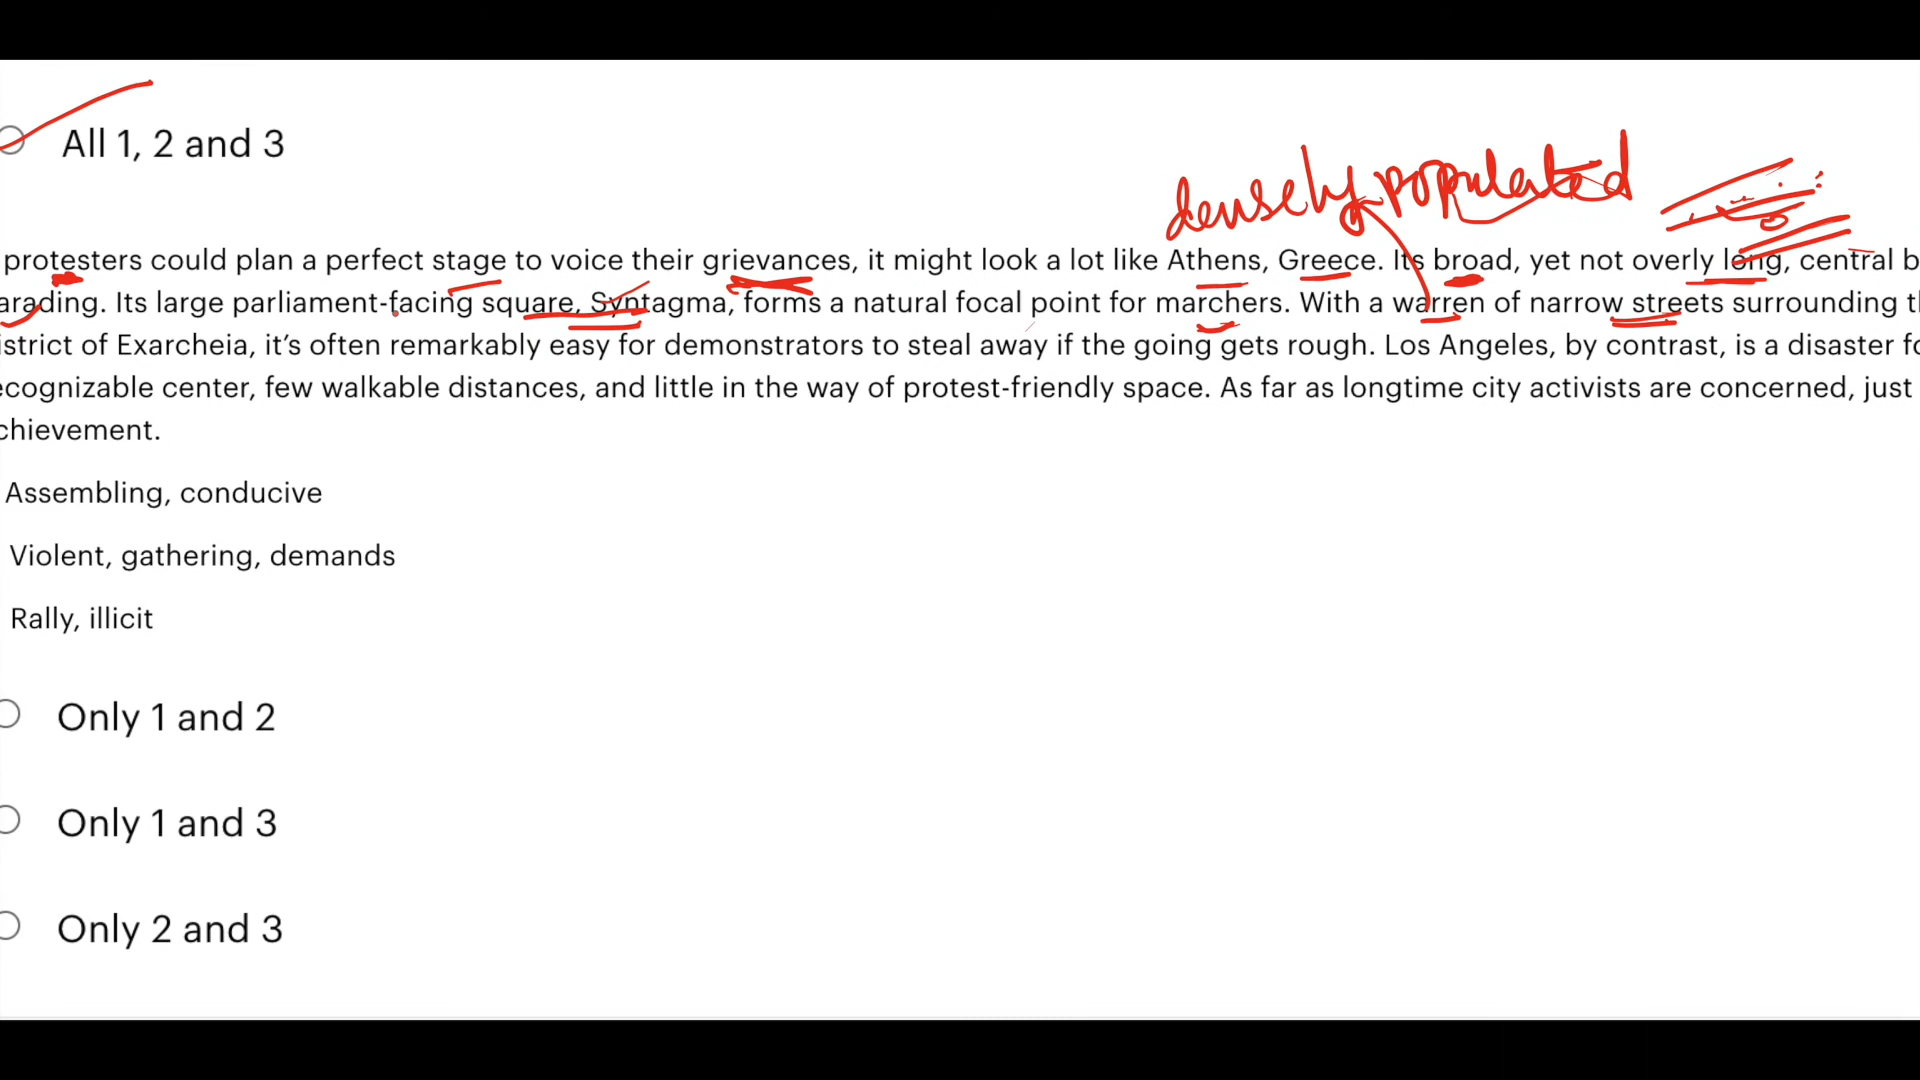 All 1, 2 and 3
densely populated
protesters could plan a perfect stage to voice their grievances, it might look a lot like Athens, Greece. Its broad, yet not overly long, central b
arading. Its large parliament-facing square, Syntagma, forms a natural focal point for marchers. With a warren of narrow streets surrounding th
istrict of Exarcheia, it's often remarkably easy for demonstrators to steal away if the going gets rough. Los Angeles, by contrast, is a disaster fo
ecognizable center, few walkable distances, and little in the way of protest-friendly space. As far as longtime city activists are concerned, just
chievement.
Assembling, conducive
Violent, gathering, demands
Rally, illicit
Only 1 and 2
Only 1 and 3
Only 2 and 3